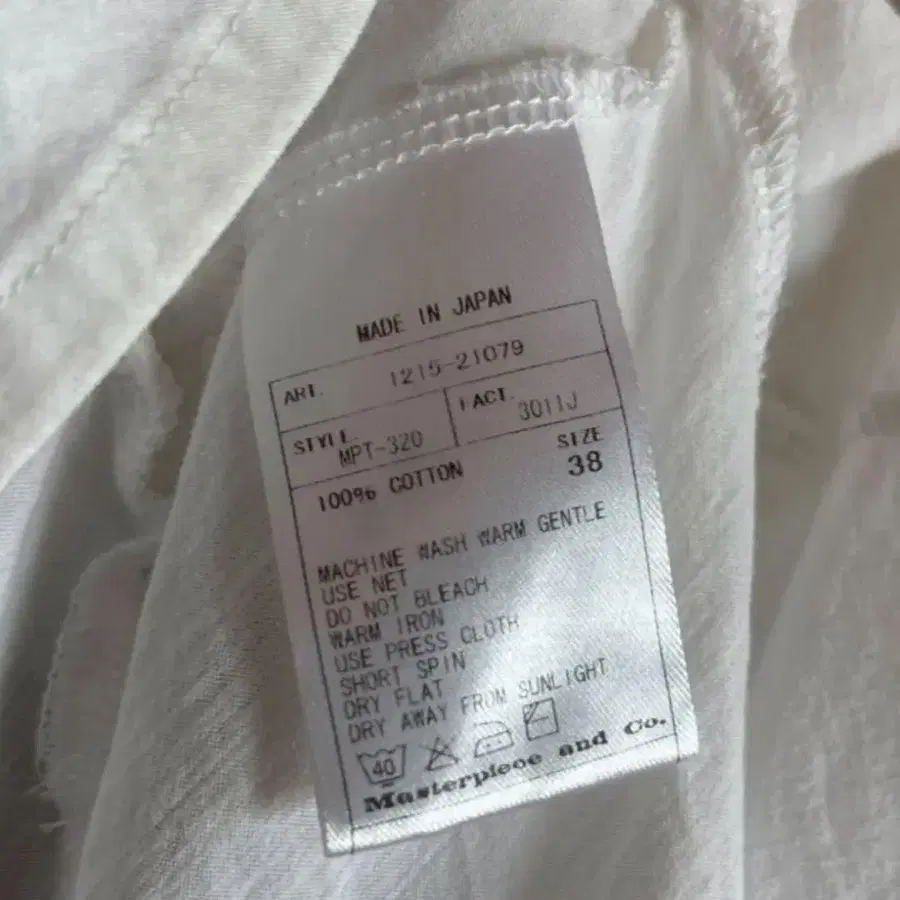 MADE IN JAPAN
ART. 1215-21079
STYLE MPT-320 FACT. 3011J
100% COTTON SIZE 38
MACHINE WASH WARM GENTLE
USE NET
DO NOT BLEACH
WARM IRON
USE PRESS CLOTH
SHORT SPIN
DRY FLAT
DRY AWAY FROM SUNLIGHT
40
Masterpiece and Co.